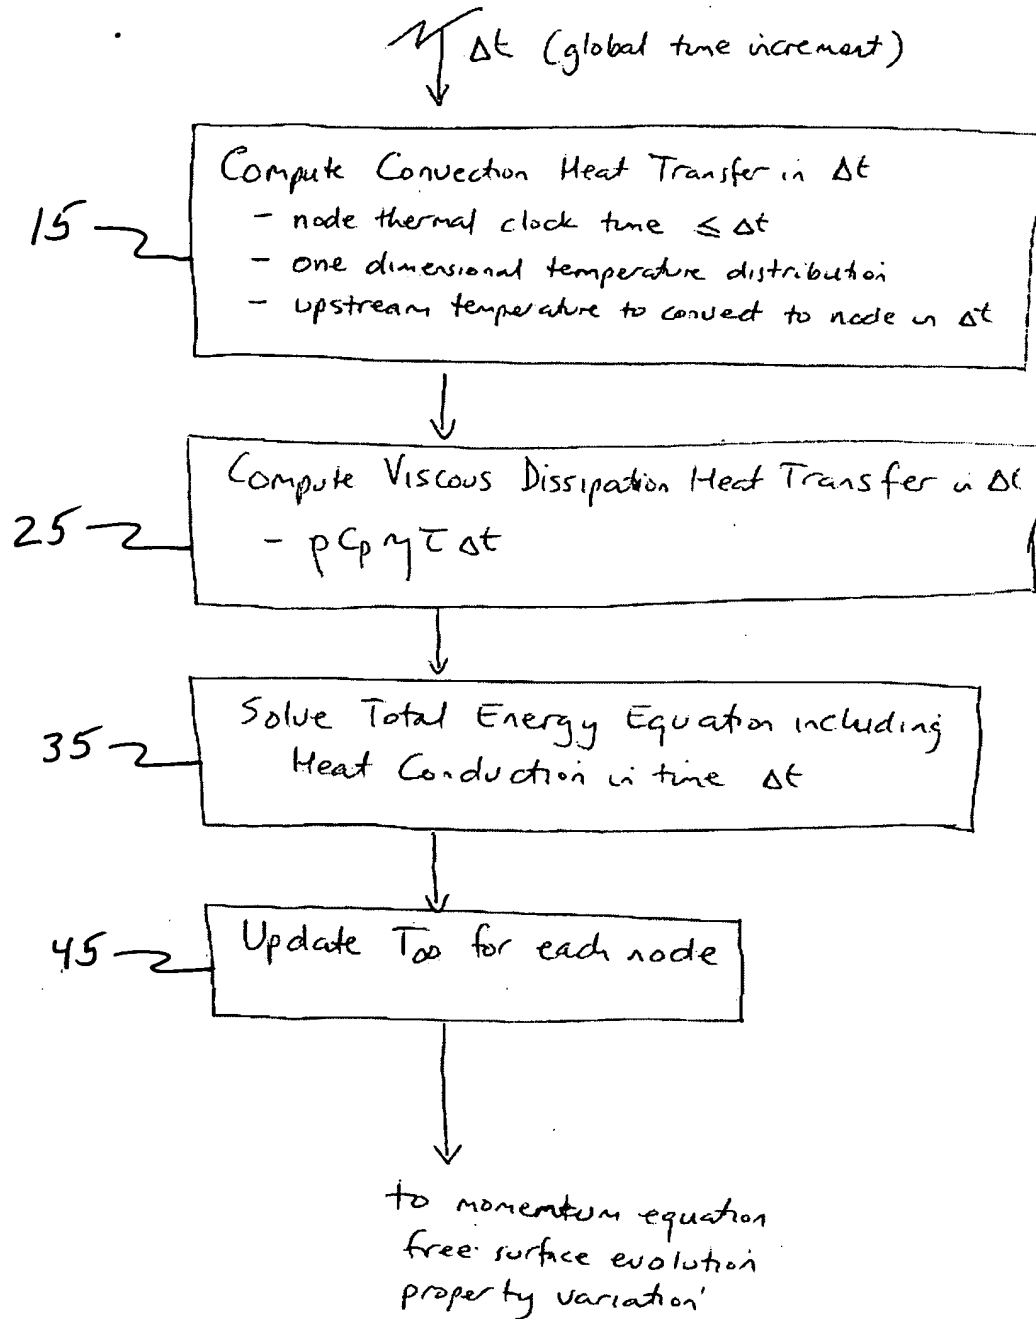 Δt (global time increment)
15
Compute Convection Heat Transfer in Δt
- node thermal clock time ≤ Δt
- one dimensional temperature distribution
- upstream temperature to convect to node in Δt
25
Compute Viscous Dissipation Heat Transfer in Δt
- ρ Cp η τ Δt
35
Solve Total Energy Equation including
Heat Conduction in time Δt
45
Update T∞ for each node
to momentum equation
free surface evolution
property variation